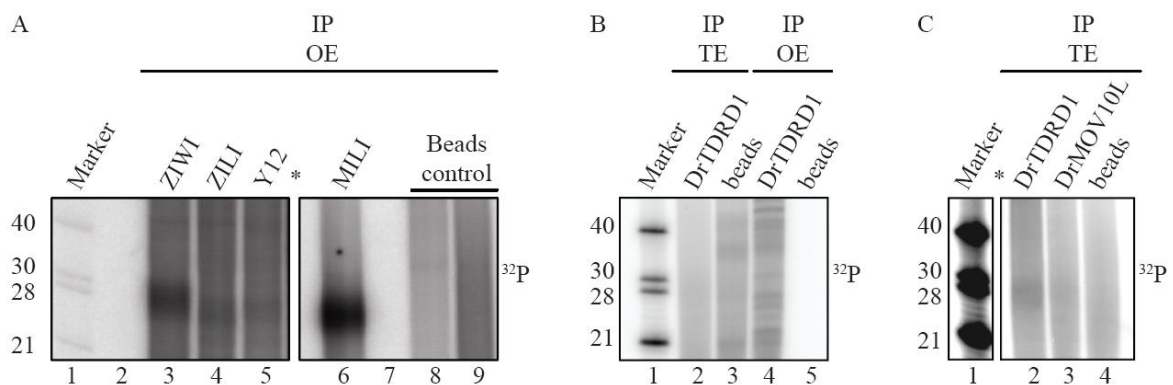 A
IP
OE
Marker
ZIWI
ZILI
Y12
*
MILI
Beads
control
40
30
28
21
32P
1 2 3 4 5 6 7 8 9
B
IP IP
TE OE
Marker
DrTDRD1
beads
DrTDRD1
beads
40
30
28
21
32P
1 2 3 4 5
C
IP
TE
Marker
*
DrTDRD1
DrMOV10L
beads
40
30
28
21
32P
1 2 3 4